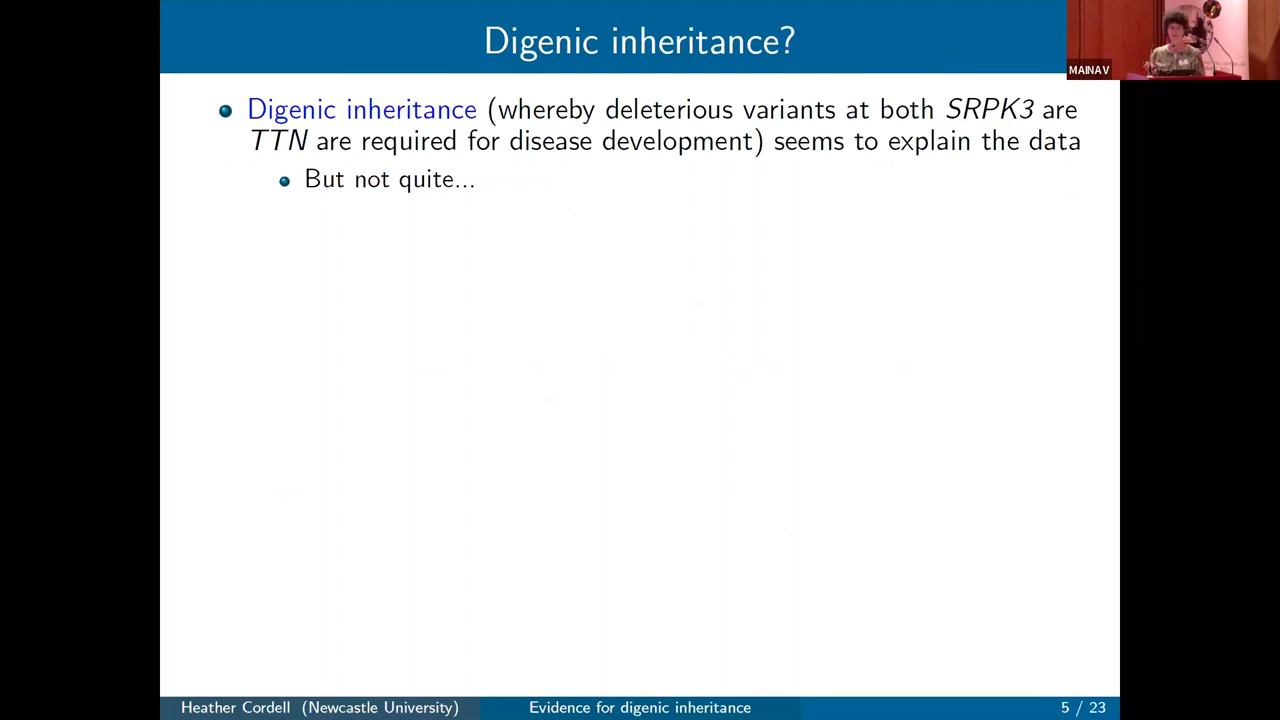 Digenic inheritance?
MAINAV
Digenic inheritance (whereby deleterious variants at both SRPK3 are
TTN are required for disease development) seems to explain the data
But not quite...
Heather Cordell (Newcastle University) Evidence for digenic inheritance 5 / 23